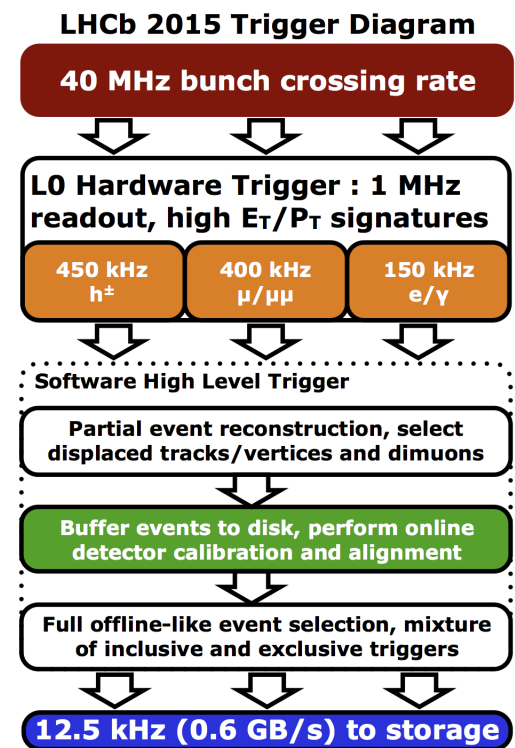 LHCb 2015 Trigger Diagram
40 MHz bunch crossing rate
L0 Hardware Trigger : 1 MHz
readout, high ET/PT signatures
450 kHz
h±
400 kHz
μ/μμ
150 kHz
e/γ
Software High Level Trigger
Partial event reconstruction, select
displaced tracks/vertices and dimuons
Buffer events to disk, perform online
detector calibration and alignment
Full offline-like event selection, mixture
of inclusive and exclusive triggers
12.5 kHz (0.6 GB/s) to storage